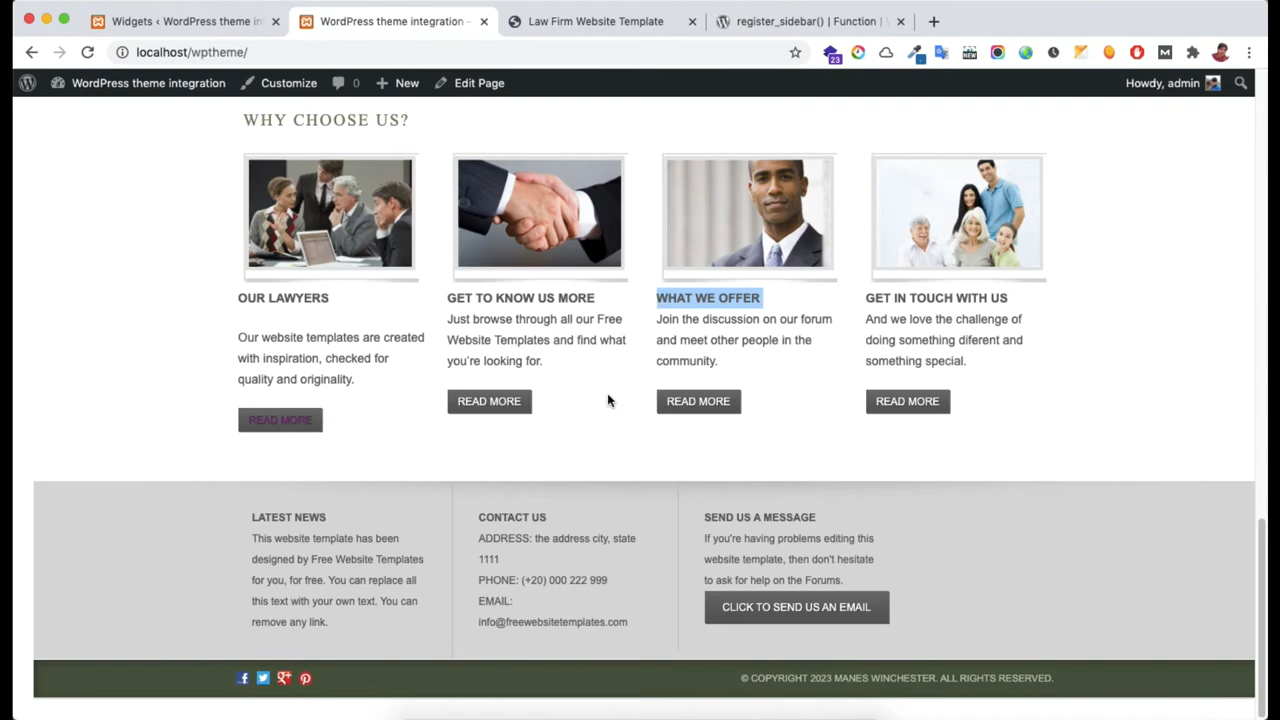 Widgets ‹ WordPress theme in
WordPress theme integration –
Law Firm Website Template
register_sidebar() | Function |
localhost/wptheme/
23
NEW
M
WordPress theme integration
Customize
0
New
Edit Page
Howdy, admin
WHY CHOOSE US?
OUR LAWYERS
Our website templates are created
with inspiration, checked for
quality and originality.
READ MORE
GET TO KNOW US MORE
Just browse through all our Free
Website Templates and find what
you're looking for.
READ MORE
WHAT WE OFFER
Join the discussion on our forum
and meet other people in the
community.
READ MORE
GET IN TOUCH WITH US
And we love the challenge of
doing something diferent and
something special.
READ MORE
LATEST NEWS
This website template has been
designed by Free Website Templates
for you, for free. You can replace all
this text with your own text. You can
remove any link.
CONTACT US
ADDRESS: the address city, state
1111
PHONE: (+20) 000 222 999
EMAIL:
info@freewebsitetemplates.com
SEND US A MESSAGE
If you're having problems editing this
website template, then don't hesitate
to ask for help on the Forums.
CLICK TO SEND US AN EMAIL
© COPYRIGHT 2023 MANES WINCHESTER. ALL RIGHTS RESERVED.